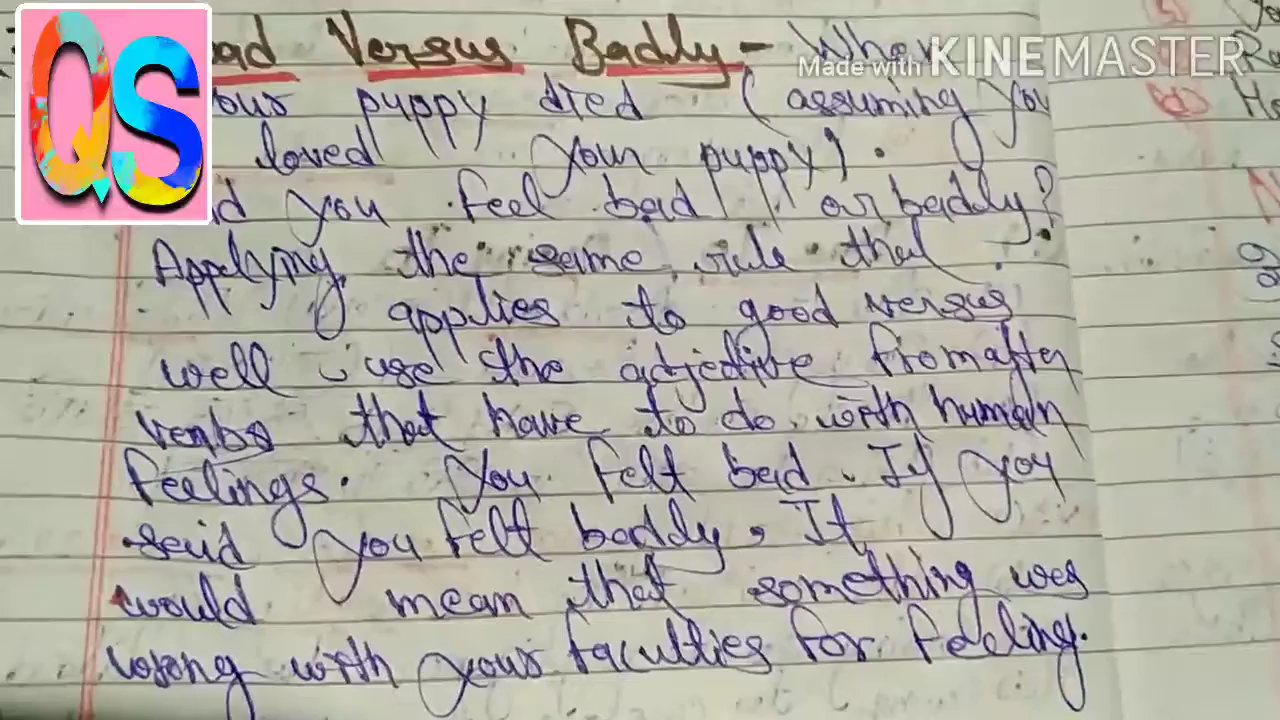 QS
ad Versus Badly - When
Made with KINEMASTER
our puppy died (assuming you
loved your puppy).
id you feel bad or badly?
Applying the same rule that
applies to good versus
well, use the adjective from after
verbs that have to do with human
feelings. You felt bad. If you
said you felt badly, It
would mean that something was
wrong with your faculties for feeling.